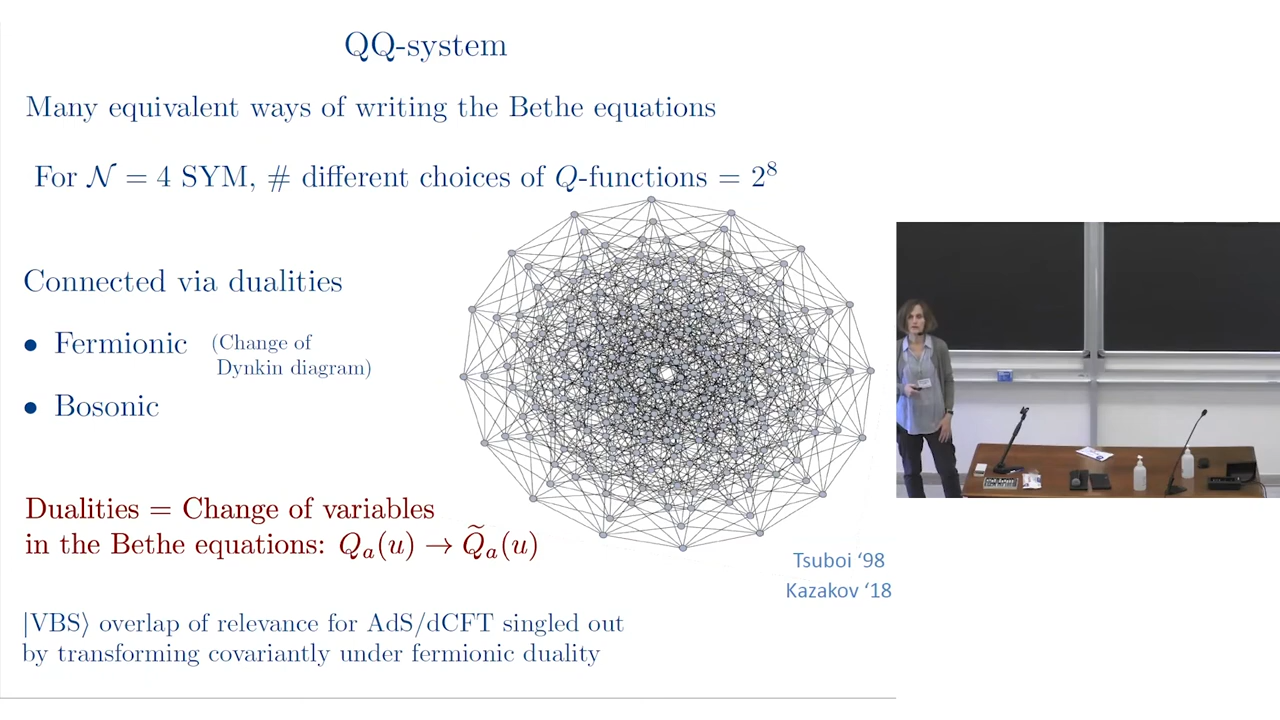 QQ-system
Many equivalent ways of writing the Bethe equations
For 𝒩 = 4 SYM, # different choices of Q-functions = 2⁸
Connected via dualities
• Fermionic (Change of
Dynkin diagram)
• Bosonic
Dualities = Change of variables
in the Bethe equations: Qₐ(u) → Q̃ₐ(u)
Tsuboi ‘98
Kazakov ‘18
|VBS⟩ overlap of relevance for AdS/dCFT singled out
by transforming covariantly under fermionic duality